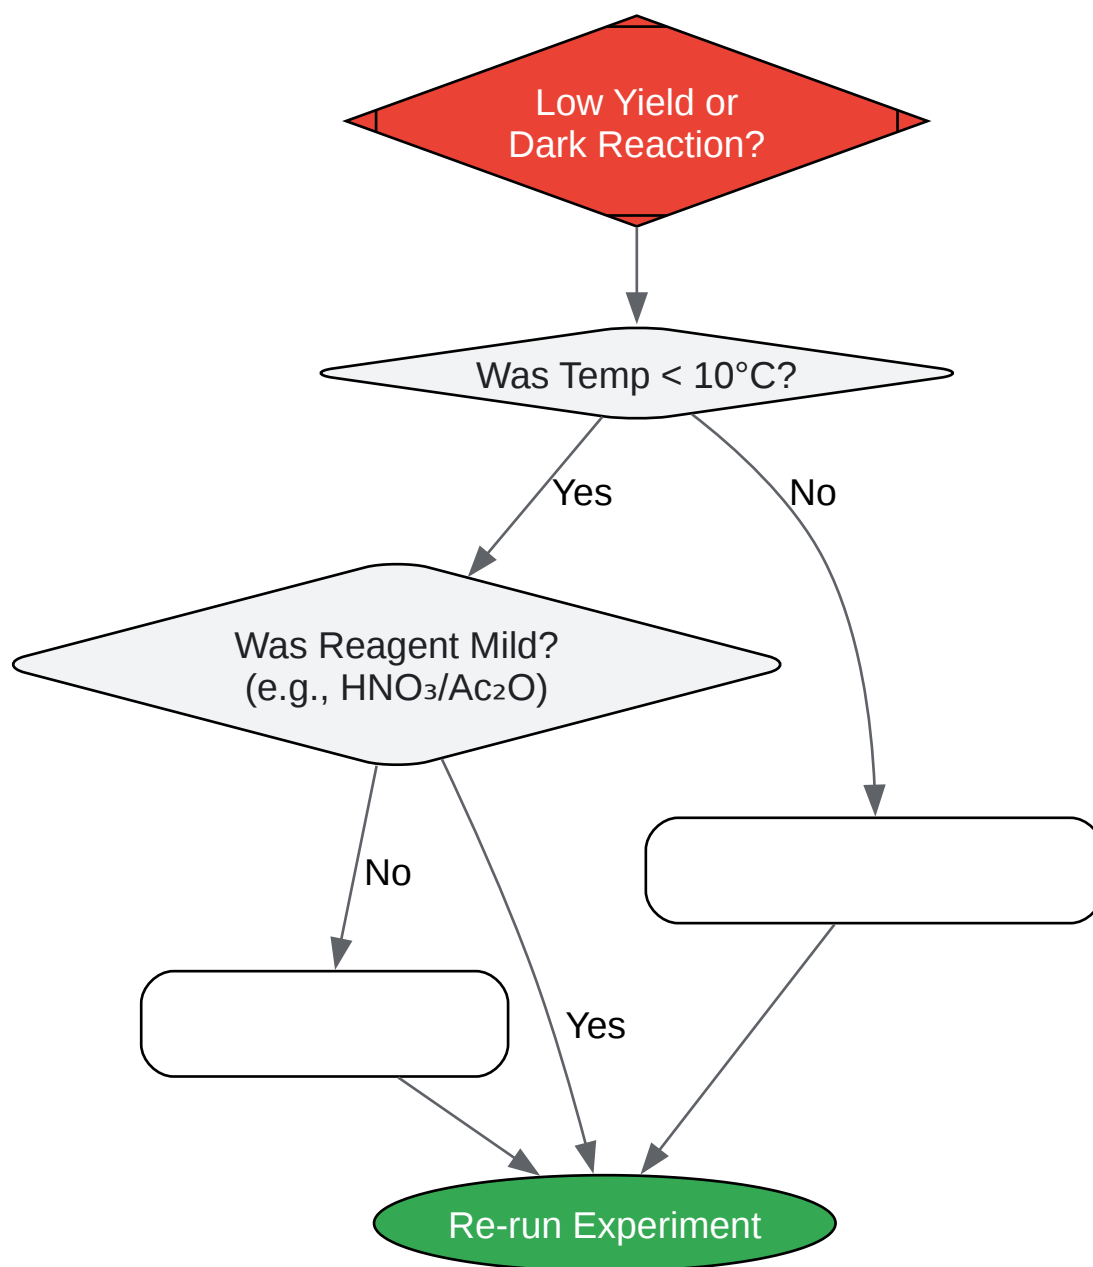 Low Yield or
Dark Reaction?
Was Temp < 10°C?
Yes
No
Was Reagent Mild?
(e.g., HNO₃/Ac₂O)
No
Yes
Re-run Experiment